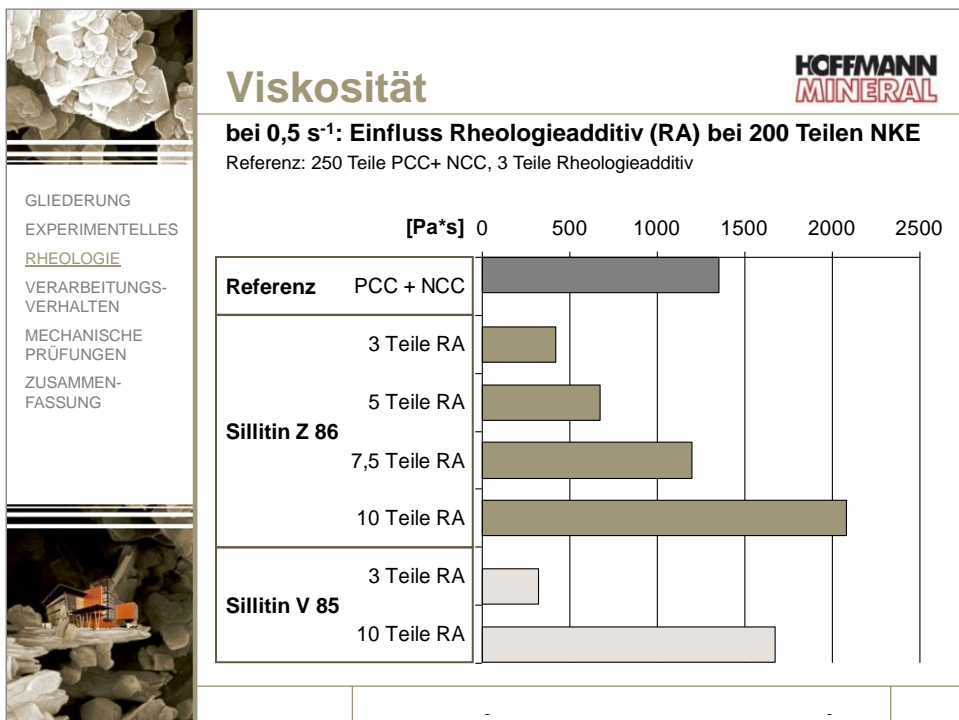 Viskosität
HOFFMANN
MINERAL
bei 0,5 s-1: Einfluss Rheologieadditiv (RA) bei 200 Teilen NKE
Referenz: 250 Teile PCC+ NCC, 3 Teile Rheologieadditiv
GLIEDERUNG
EXPERIMENTELLES
RHEOLOGIE
VERARBEITUNGS-
VERHALTEN
MECHANISCHE
PRÜFUNGEN
ZUSAMMEN-
FASSUNG
[Pa*s] 0 500 1000 1500 2000 2500
Referenz PCC + NCC
3 Teile RA
5 Teile RA
Sillitin Z 86
7,5 Teile RA
10 Teile RA
3 Teile RA
Sillitin V 85
10 Teile RA